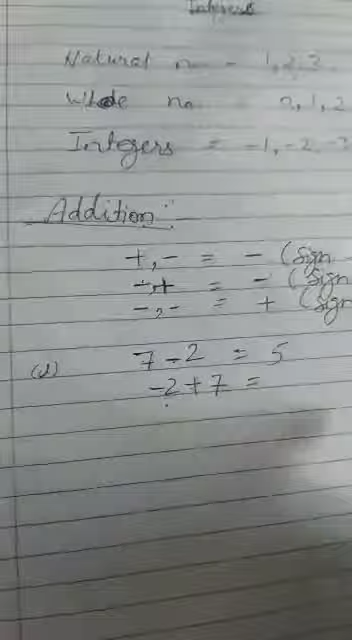 Integers
Natural no - 1, 2, 3
Whole no 0, 1, 2
Integers = -1, -2, -3
Addition:-
+, - = - (Sign
-, + = - (Sign
-, - = + (Sign
(1) 7 - 2 = 5
-2 + 7 =